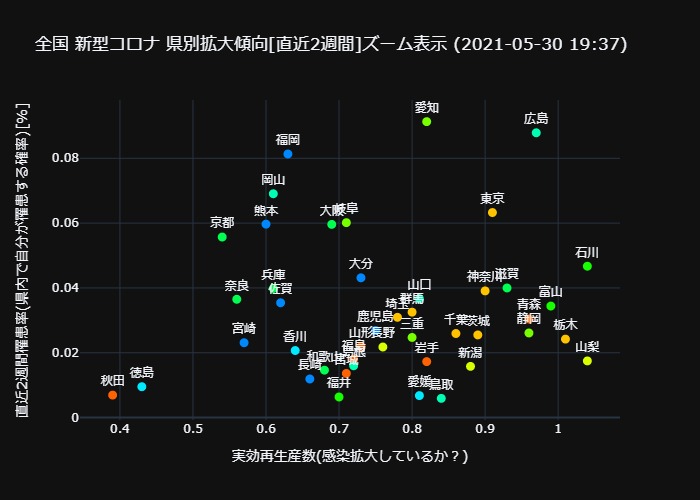 全国 新型コロナ 県別拡大傾向[直近2週間]ズーム表示 (2021-05-30 19:37)
直近2週間罹患率(県内で自分が罹患する確率)[%]
愛知
広島
福岡
0.08
岡山
東京
熊本
大阪
岐阜
0.06
京都
石川
大分
兵庫
神奈川
滋賀
山口
奈良
佐賀
0.04
群馬
富山
埼玉
青森
鹿児島
千葉
茨城
静岡
三重
栃木
宮崎
山形
長野
香川
福島
岩手
山梨
0.02
和歌山
宮城
新潟
長崎
徳島
秋田
福井
愛媛
鳥取
0
0.4
0.5
0.6
0.7
0.8
0.9
1
実効再生産数(感染拡大しているか？)